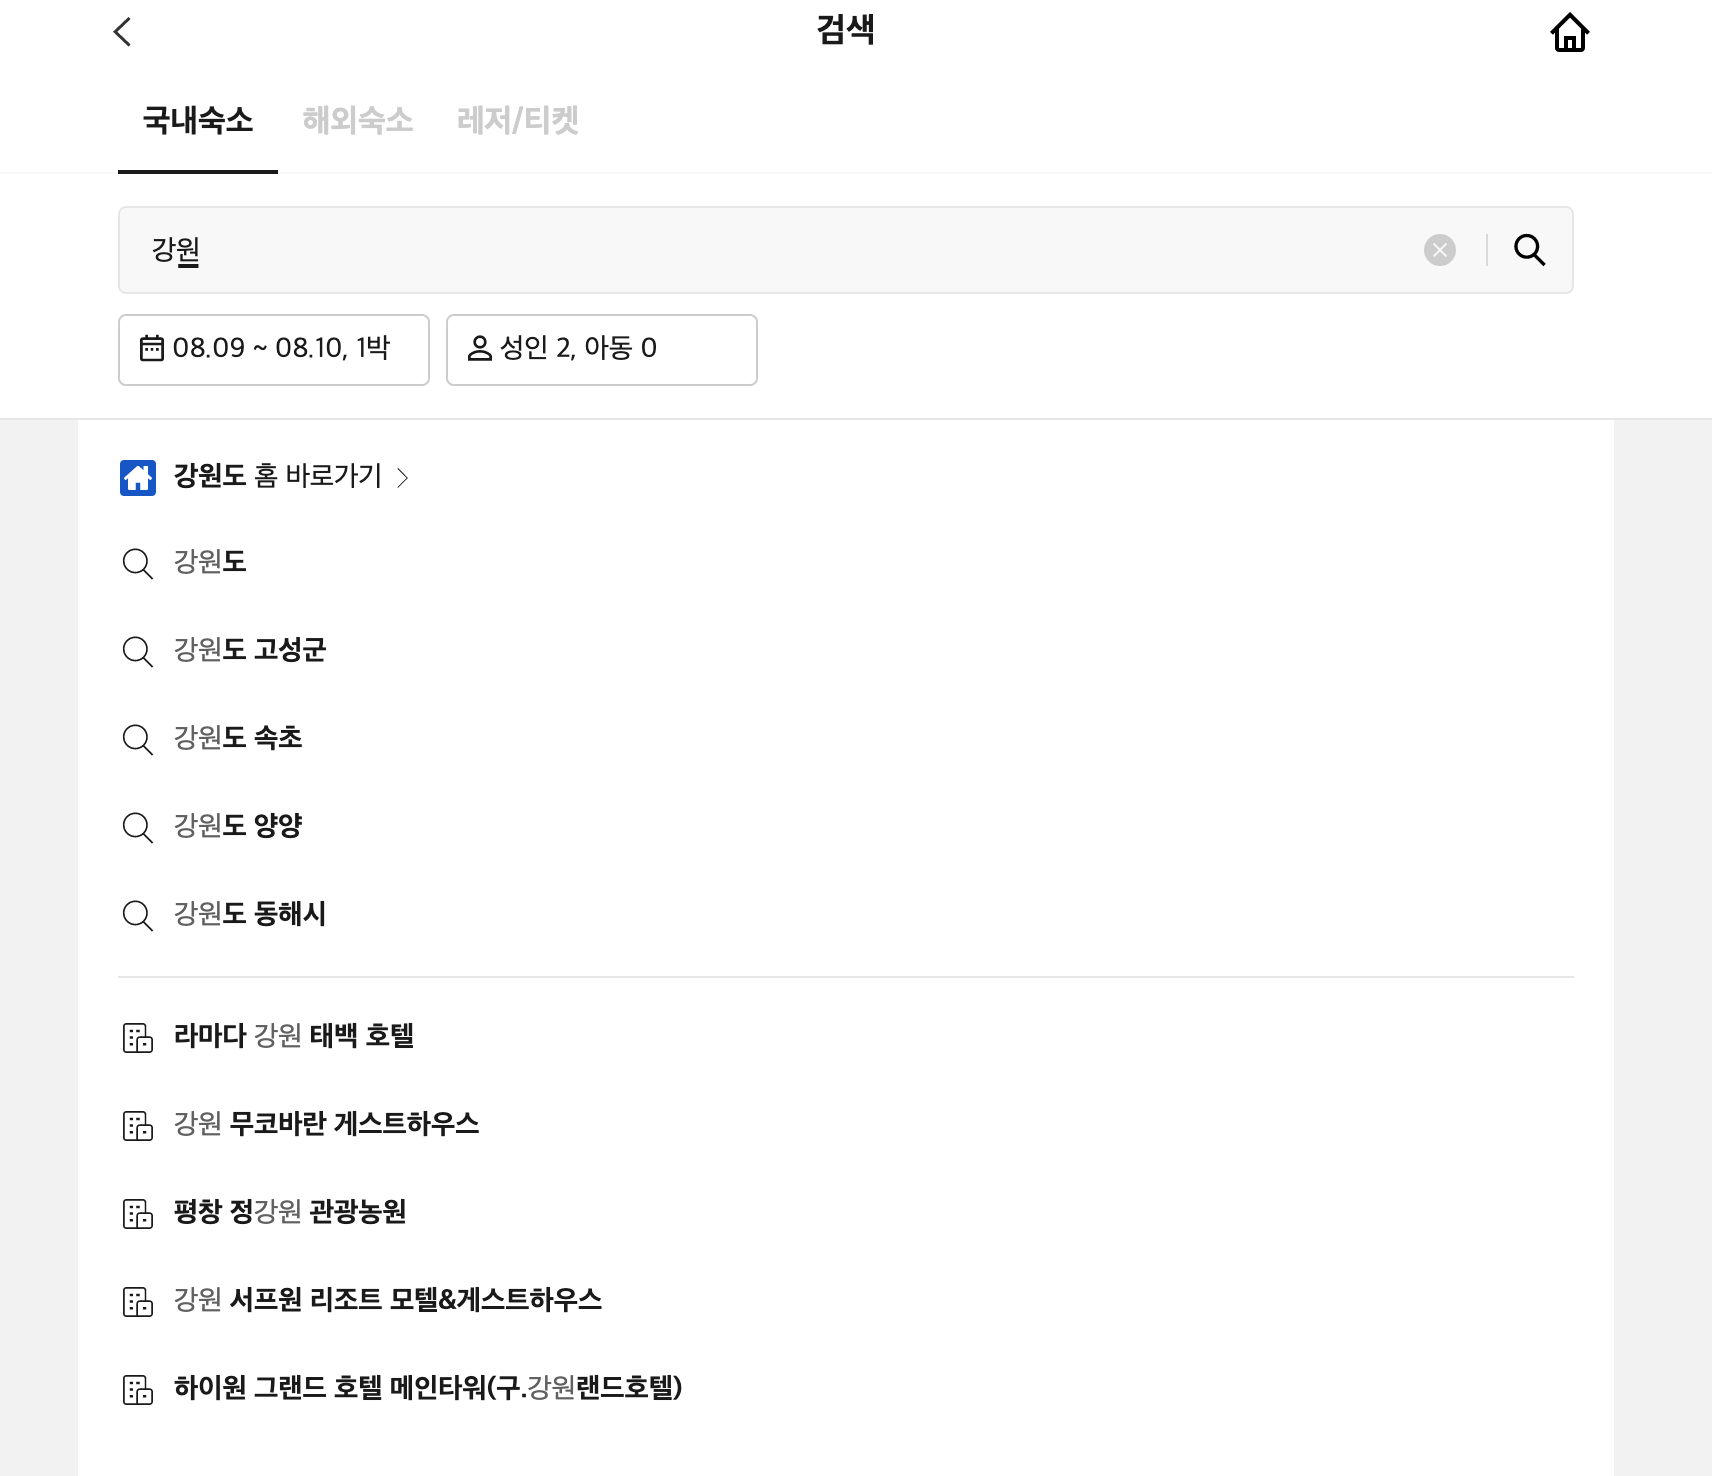 검색
국내숙소 해외숙소 레저/티켓
강원
08.09 ~ 08.10, 1박 성인 2, 아동 0
강원도 홈 바로가기
강원도
강원도 고성군
강원도 속초
강원도 양양
강원도 동해시
라마다 강원 태백 호텔
강원 무코바란 게스트하우스
평창 정강원 관광농원
강원 서프원 리조트 모텔&게스트하우스
하이원 그랜드 호텔 메인타워(구.강원랜드호텔)